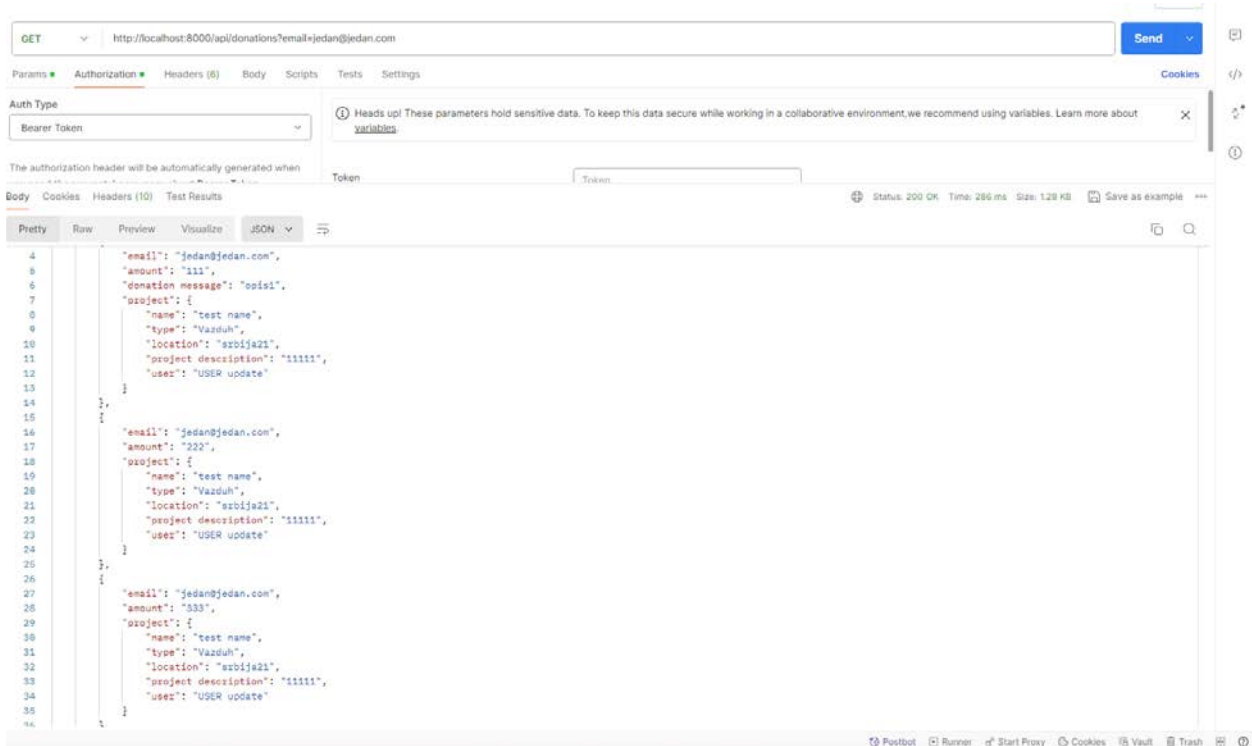 GET http://localhost:8000/api/donations?email=jedan@jedan.com Send
Params Authorization Headers (6) Body Scripts Tests Settings Cookies
Auth Type
Bearer Token
Heads up! These parameters hold sensitive data. To keep this data secure while working in a collaborative environment,we recommend using variables. Learn more about
variables.
The authorization header will be automatically generated when
Token Token
Body Cookies Headers (10) Test Results Status: 200 OK Time: 286 ms Size: 1.28 KB Save as example
Pretty Raw Preview Visualize JSON
4 "email": "jedan@jedan.com",
5 "amount": "111",
6 "donation message": "opis1",
7 "project": {
8 "name": "test name",
9 "type": "Vazduh",
10 "location": "srbija21",
11 "project description": "11111",
12 "user": "USER update"
13 }
14 },
15 {
16 "email": "jedan@jedan.com",
17 "amount": "222",
18 "project": {
19 "name": "test name",
20 "type": "Vazduh",
21 "location": "srbija21",
22 "project description": "11111",
23 "user": "USER update"
24 }
25 },
26 {
27 "email": "jedan@jedan.com",
28 "amount": "333",
29 "project": {
30 "name": "test name",
31 "type": "Vazduh",
32 "location": "srbija21",
33 "project description": "11111",
34 "user": "USER update"
35 }
Postbot Runner Start Proxy Cookies Vault Trash